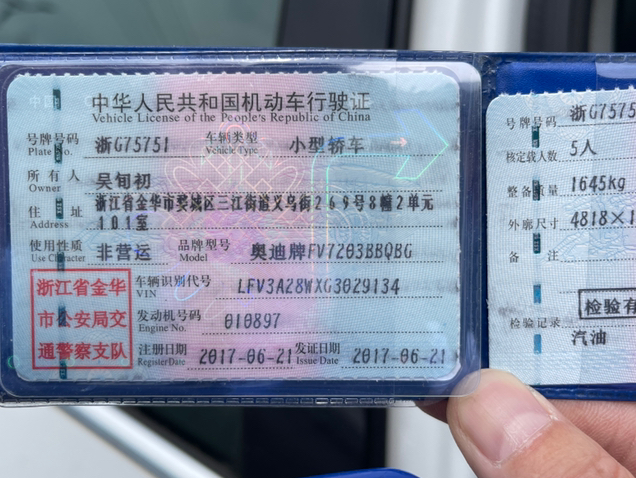 中华人民共和国机动车行驶证
Vehicle License of the People's Republic of China
号牌号码 浙G75751 车辆类型 小型轿车
Plate No. Vehicle Type
所有人 吴旬初
Owner
住址 浙江省金华市婺城区三江街道义乌街269号8幢2单元
Address 101室
使用性质 非营运 品牌型号 奥迪牌FV7203BBQBG
Use Character Model
浙江省金华
市公安局交
通警察支队
车辆识别代号 LFV3A28WXG3029134
VIN
发动机号码 010897
Engine No.
注册日期 2017-06-21 发证日期 2017-06-21
Register Date Issue Date
号牌号码 浙G7575
核定载人数 5人
整备质量 1645kg
外廓尺寸 4818×1
备注
检验有
检验记录
汽油